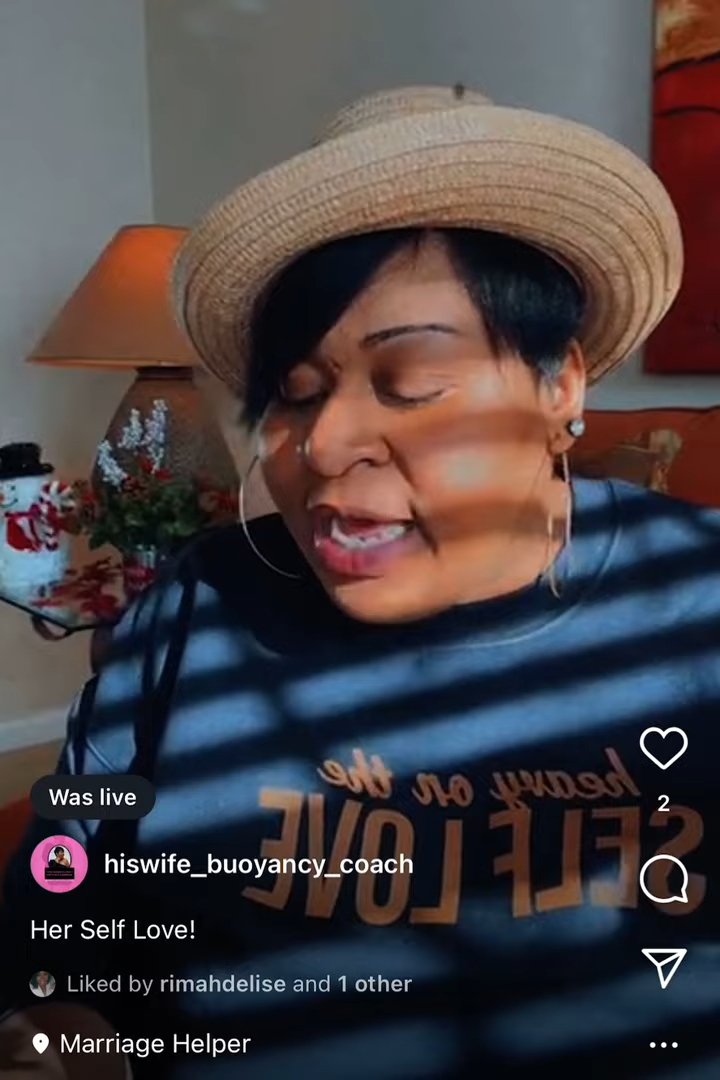 heavy on the
SELF LOVE
Was live
hiswife_buoyancy_coach
Her Self Love!
2
Liked by rimahdelise and 1 other
Marriage Helper